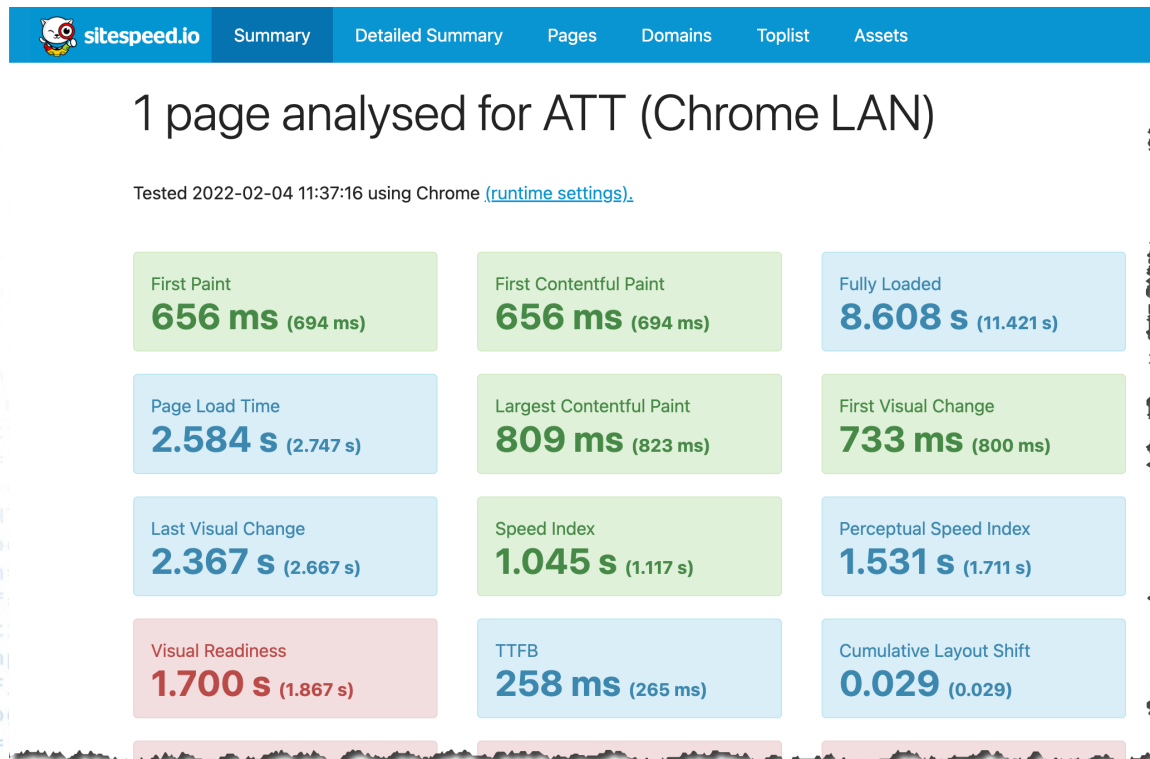 sitespeed.io Summary Detailed Summary Pages Domains Toplist Assets
1 page analysed for ATT (Chrome LAN)
Tested 2022-02-04 11:37:16 using Chrome (runtime settings).
First Paint
656 ms (694 ms)
First Contentful Paint
656 ms (694 ms)
Fully Loaded
8.608 s (11.421 s)
Page Load Time
2.584 s (2.747 s)
Largest Contentful Paint
809 ms (823 ms)
First Visual Change
733 ms (800 ms)
Last Visual Change
2.367 s (2.667 s)
Speed Index
1.045 s (1.117 s)
Perceptual Speed Index
1.531 s (1.711 s)
Visual Readiness
1.700 s (1.867 s)
TTFB
258 ms (265 ms)
Cumulative Layout Shift
0.029 (0.029)